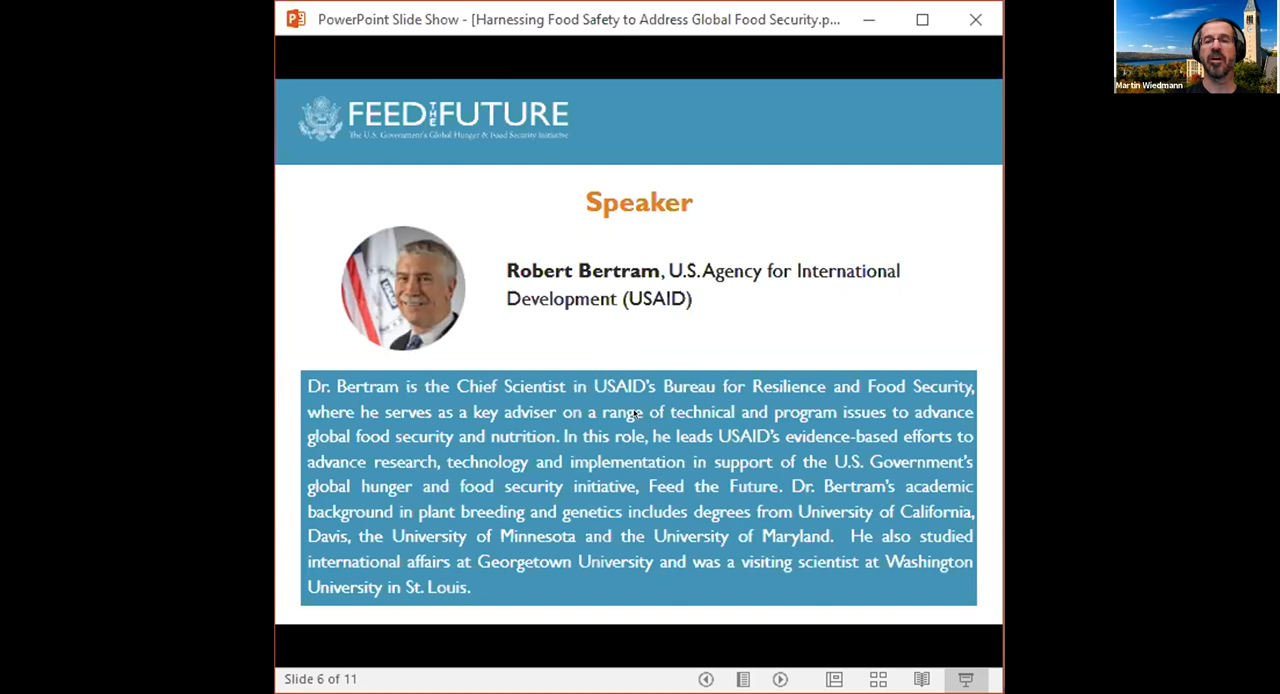 PowerPoint Slide Show - [Harnessing Food Safety to Address Global Food Security.p...
Martin Wiedmann
FEED THE FUTURE
The U.S. Government's Global Hunger & Food Security Initiative
Speaker
Robert Bertram, U.S. Agency for International
Development (USAID)
Dr. Bertram is the Chief Scientist in USAID's Bureau for Resilience and Food Security,
where he serves as a key adviser on a range of technical and program issues to advance
global food security and nutrition. In this role, he leads USAID's evidence-based efforts to
advance research, technology and implementation in support of the U.S. Government's
global hunger and food security initiative, Feed the Future. Dr. Bertram's academic
background in plant breeding and genetics includes degrees from University of California,
Davis, the University of Minnesota and the University of Maryland. He also studied
international affairs at Georgetown University and was a visiting scientist at Washington
University in St. Louis.
Slide 6 of 11